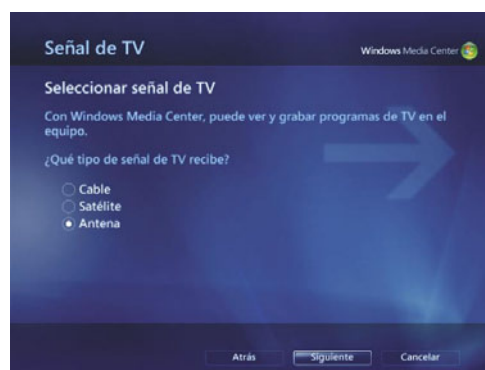 Señal de TV
Windows Media Center
Seleccionar señal de TV
Con Windows Media Center, puede ver y grabar programas de TV en el
equipo.
¿Qué tipo de señal de TV recibe?
Cable
Satélite
Antena
Atrás Siguiente Cancelar